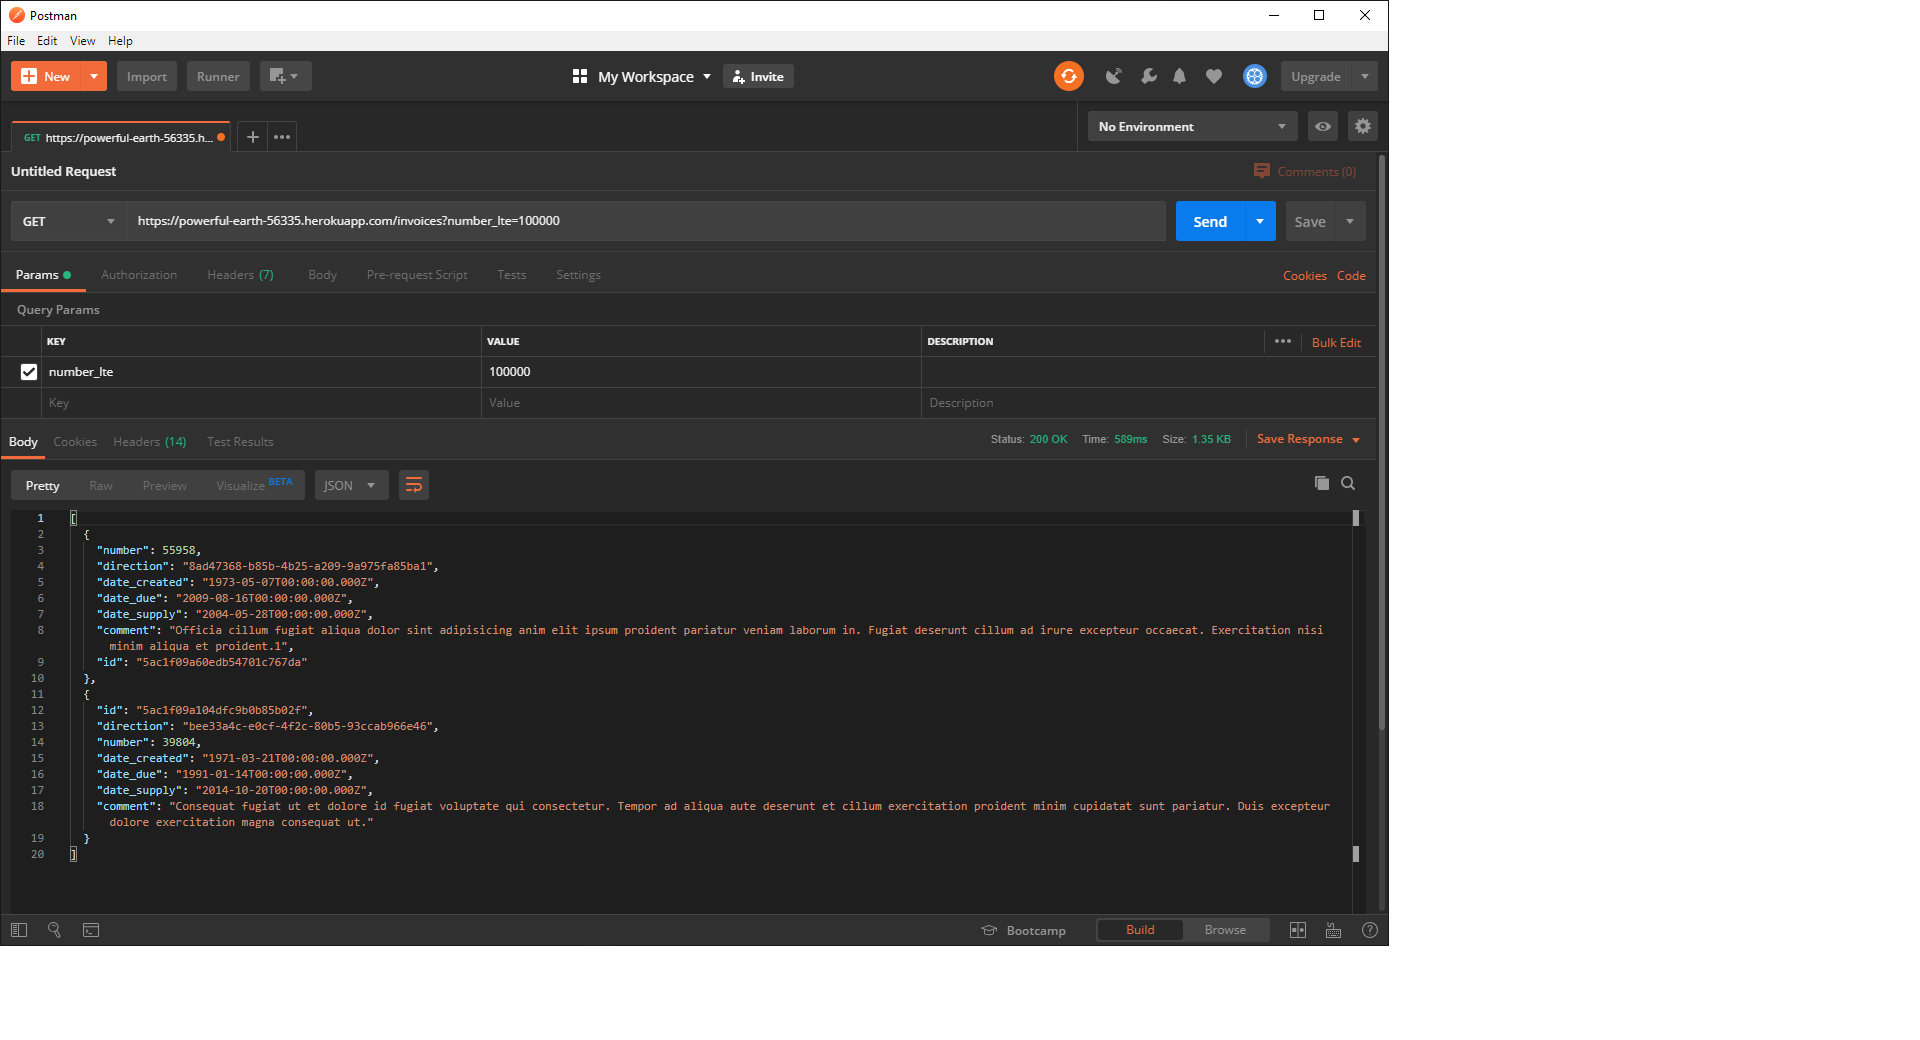 Postman
File Edit View Help
New Import Runner My Workspace Invite Upgrade
GET https://powerful-earth-56335.h... No Environment
Untitled Request Comments (0)
GET https://powerful-earth-56335.herokuapp.com/invoices?number_lte=100000 Send Save
Params Authorization Headers (7) Body Pre-request Script Tests Settings Cookies Code
Query Params
KEY VALUE DESCRIPTION Bulk Edit
number_lte 100000
Key Value Description
Body Cookies Headers (14) Test Results Status: 200 OK Time: 589ms Size: 1.35 KB Save Response
Pretty Raw Preview Visualize BETA JSON
1 [
2 {
3 "number": 55958,
4 "direction": "8ad47368-b85b-4b25-a209-9a975fa85ba1",
5 "date_created": "1973-05-07T00:00:00.000Z",
6 "date_due": "2009-08-16T00:00:00.000Z",
7 "date_supply": "2004-05-28T00:00:00.000Z",
8 "comment": "Officia cillum fugiat aliqua dolor sint adipisicing anim elit ipsum proident pariatur veniam laborum in. Fugiat deserunt cillum ad irure excepteur occaecat. Exercitation nisi
minim aliqua et proident.1",
9 "id": "5ac1f09a60edb54701c767da"
10 },
11 {
12 "id": "5ac1f09a104dfc9b0b85b02f",
13 "direction": "bee33a4c-e0cf-4f2c-80b5-93ccab966e46",
14 "number": 39804,
15 "date_created": "1971-03-21T00:00:00.000Z",
16 "date_due": "1991-01-14T00:00:00.000Z",
17 "date_supply": "2014-10-20T00:00:00.000Z",
18 "comment": "Consequat fugiat ut et dolore id fugiat voluptate qui consectetur. Tempor ad aliqua aute deserunt et cillum exercitation proident minim cupidatat sunt pariatur. Duis excepteur
dolore exercitation magna consequat ut."
19 }
20 ]
Bootcamp Build Browse